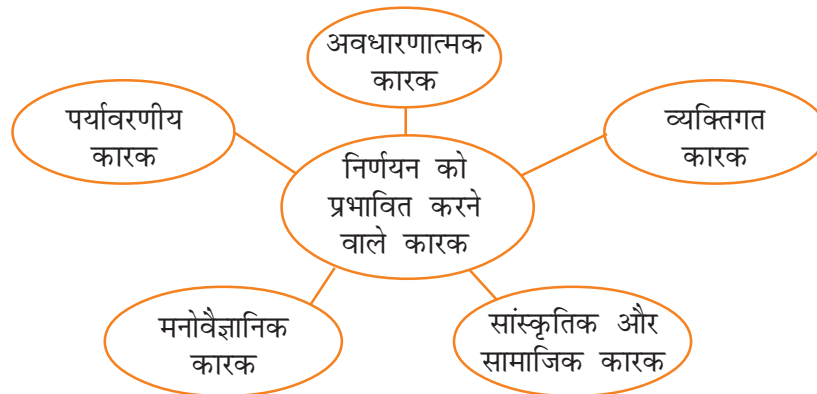 अवधारणात्मक
कारक
पर्यावरणीय
कारक
व्यक्तिगत
कारक
निर्णयन को
प्रभावित करने
वाले कारक
मनोवैज्ञानिक
कारक
सांस्कृतिक और
सामाजिक कारक